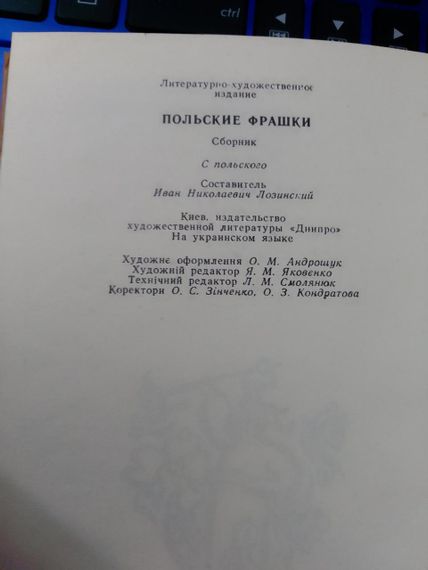 ctrl
Литературно-художественное
издание
ПОЛЬСКИЕ ФРАШКИ
Сборник
С польского
Составитель
Иван Николаевич Лозинский
Киев, издательство
художественной литературы «Днипро»
На украинском языке
Художнє оформлення О. М. Андрощук
Художній редактор Я. М. Яковенко
Технічний редактор Л. М. Смолянюк
Коректори О. С. Зінченко, О. З. Кондратова